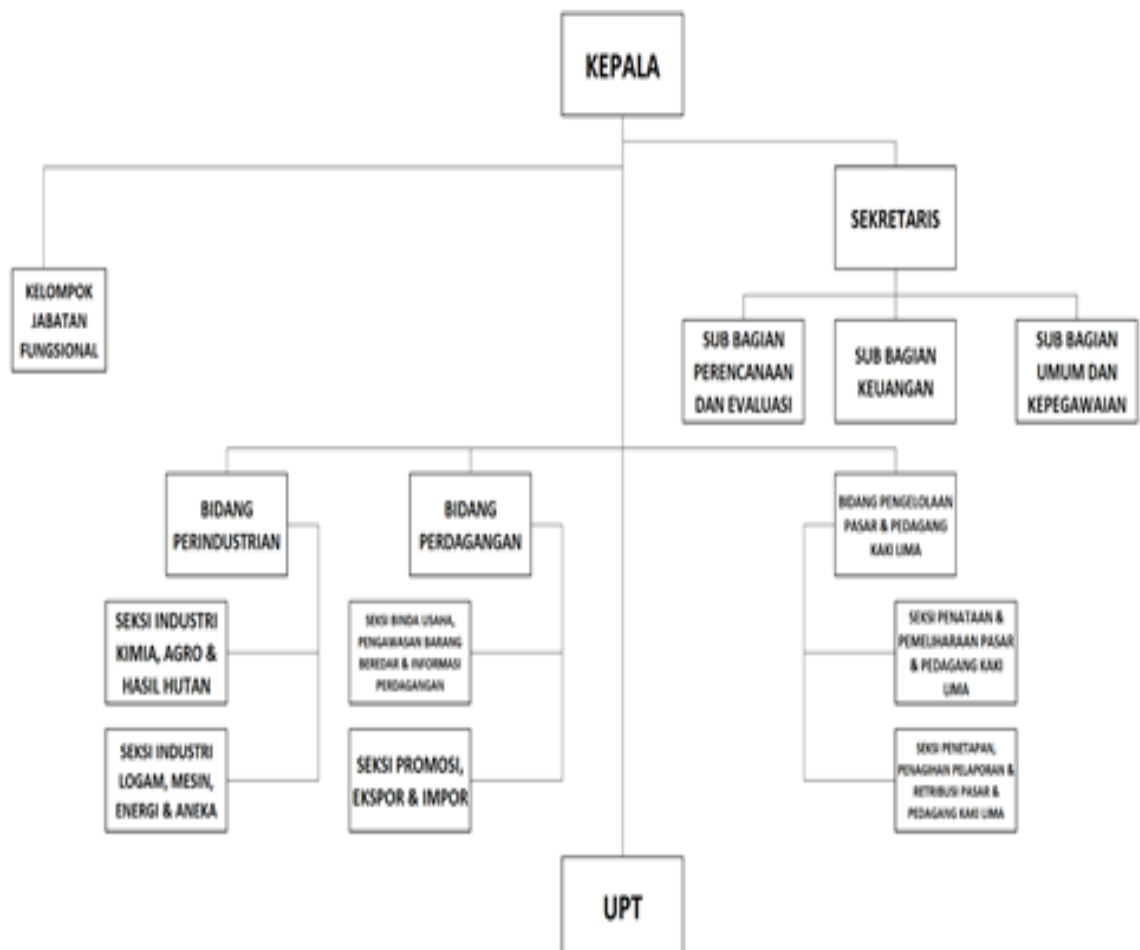 KEPALA
SEKRETARIS
KELOMPOK
JABATAN
FUNGSIONAL
SUB BAGIAN
PERENCANAAN
DAN EVALUASI
SUB BAGIAN
KEUANGAN
SUB BAGIAN
UMUM DAN
KEPEGAWAIAN
BIDANG
PERINDUSTRIAN
BIDANG
PERDAGANGAN
BIDANG PENGELOLAAN
PASAR & PEDAGANG
KAKI LIMA
SEKSI INDUSTRI
KIMIA, AGRO &
HASIL HUTAN
SEKSI BINDA USAHA,
PENGAWASAN BARANG
BEREDAR & INFORMASI
PERDAGANGAN
SEKSI PENATAAN &
PEMELIHARAAN PASAR
& PEDAGANG KAKI
LIMA
SEKSI INDUSTRI
LOGAM, MESIN,
ENERGI & ANEKA
SEKSI PROMOSI,
EKSPOR & IMPOR
SEKSI PENETAPAN,
PENAGIHAN PELAPORAN &
RETRIBUSI PASAR &
PEDAGANG KAKI LIMA
UPT